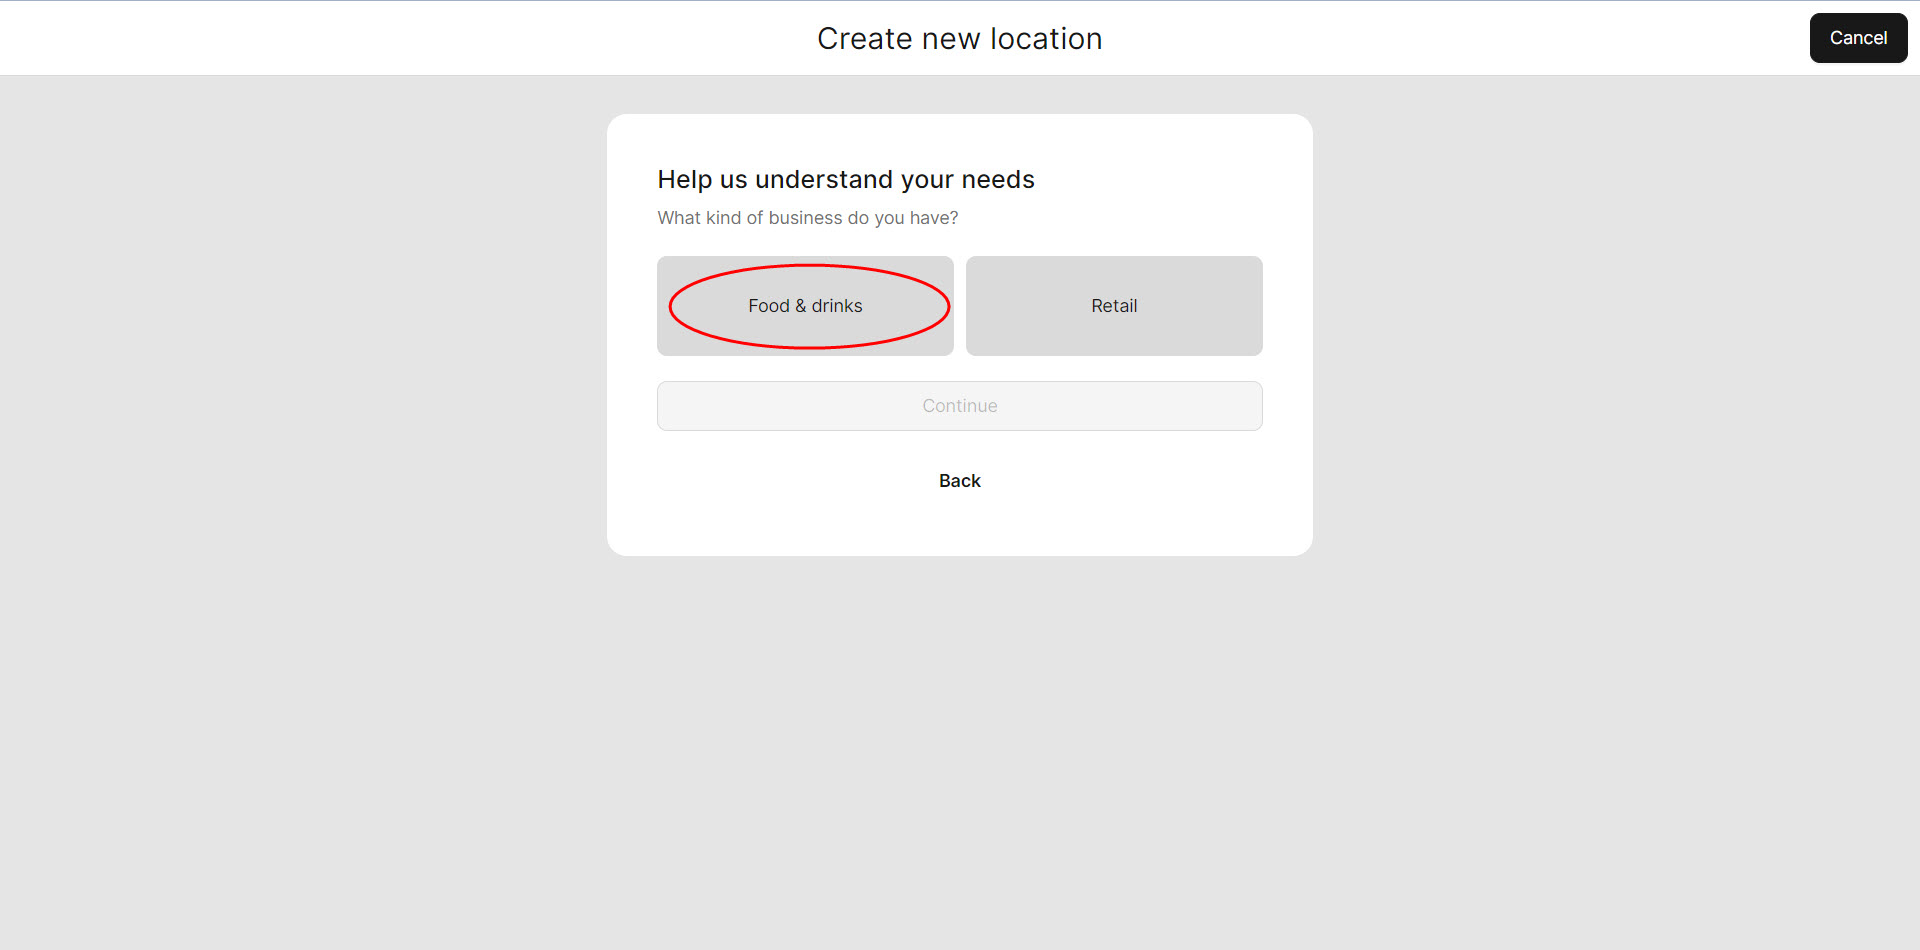 Create new location
Cancel
Help us understand your needs
What kind of business do you have?
Food & drinks
Retail
Continue
Back